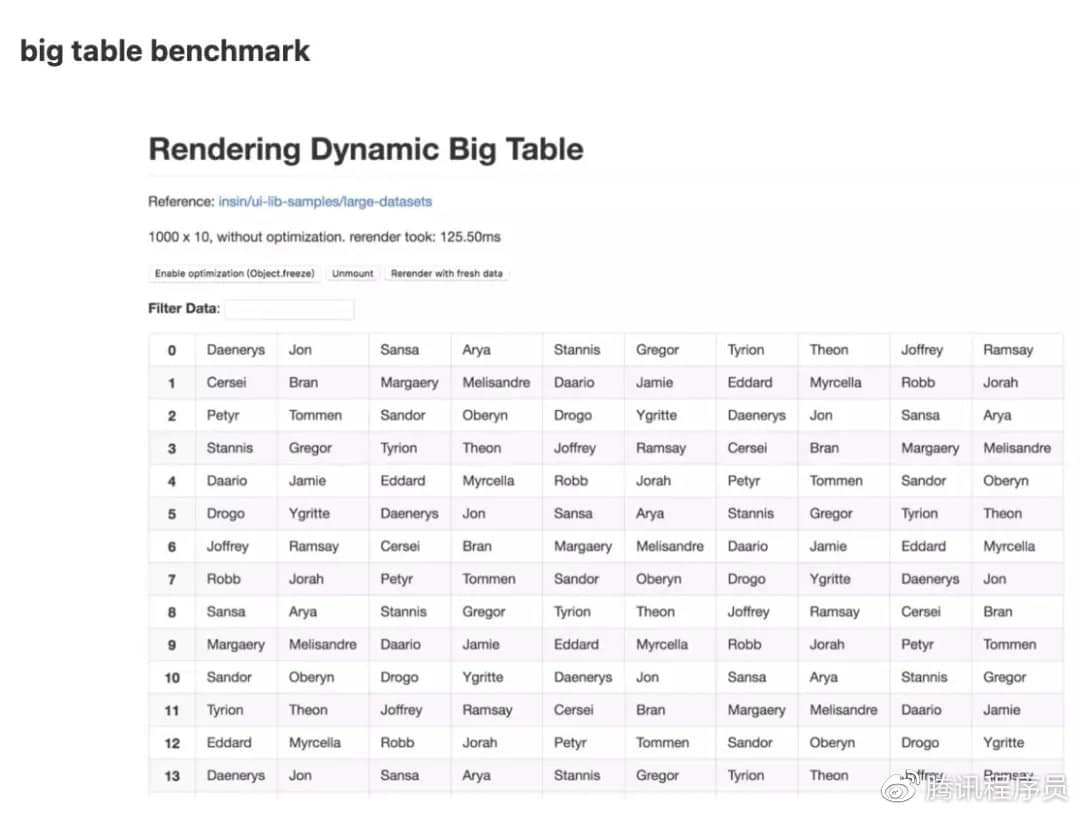 big table benchmark
Rendering Dynamic Big Table
Reference: insin/ui-lib-samples/large-datasets
1000 x 10, without optimization. rerender took: 125.50ms
Enable optimization (Object.freeze) Unmount Rerender with fresh data
Filter Data:
0 Daenerys Jon Sansa Arya Stannis Gregor Tyrion Theon Joffrey Ramsay
1 Cersei Bran Margaery Melisandre Daario Jamie Eddard Myrcella Robb Jorah
2 Petyr Tommen Sandor Oberyn Drogo Ygritte Daenerys Jon Sansa Arya
3 Stannis Gregor Tyrion Theon Joffrey Ramsay Cersei Bran Margaery Melisandre
4 Daario Jamie Eddard Myrcella Robb Jorah Petyr Tommen Sandor Oberyn
5 Drogo Ygritte Daenerys Jon Sansa Arya Stannis Gregor Tyrion Theon
6 Joffrey Ramsay Cersei Bran Margaery Melisandre Daario Jamie Eddard Myrcella
7 Robb Jorah Petyr Tommen Sandor Oberyn Drogo Ygritte Daenerys Jon
8 Sansa Arya Stannis Gregor Tyrion Theon Joffrey Ramsay Cersei Bran
9 Margaery Melisandre Daario Jamie Eddard Myrcella Robb Jorah Petyr Tommen
10 Sandor Oberyn Drogo Ygritte Daenerys Jon Sansa Arya Stannis Gregor
11 Tyrion Theon Joffrey Ramsay Cersei Bran Margaery Melisandre Daario Jamie
12 Eddard Myrcella Robb Jorah Petyr Tommen Sandor Oberyn Drogo Ygritte
13 Daenerys Jon Sansa Arya Stannis Gregor Tyrion Theon Joffrey Ramsay
腾讯程序员